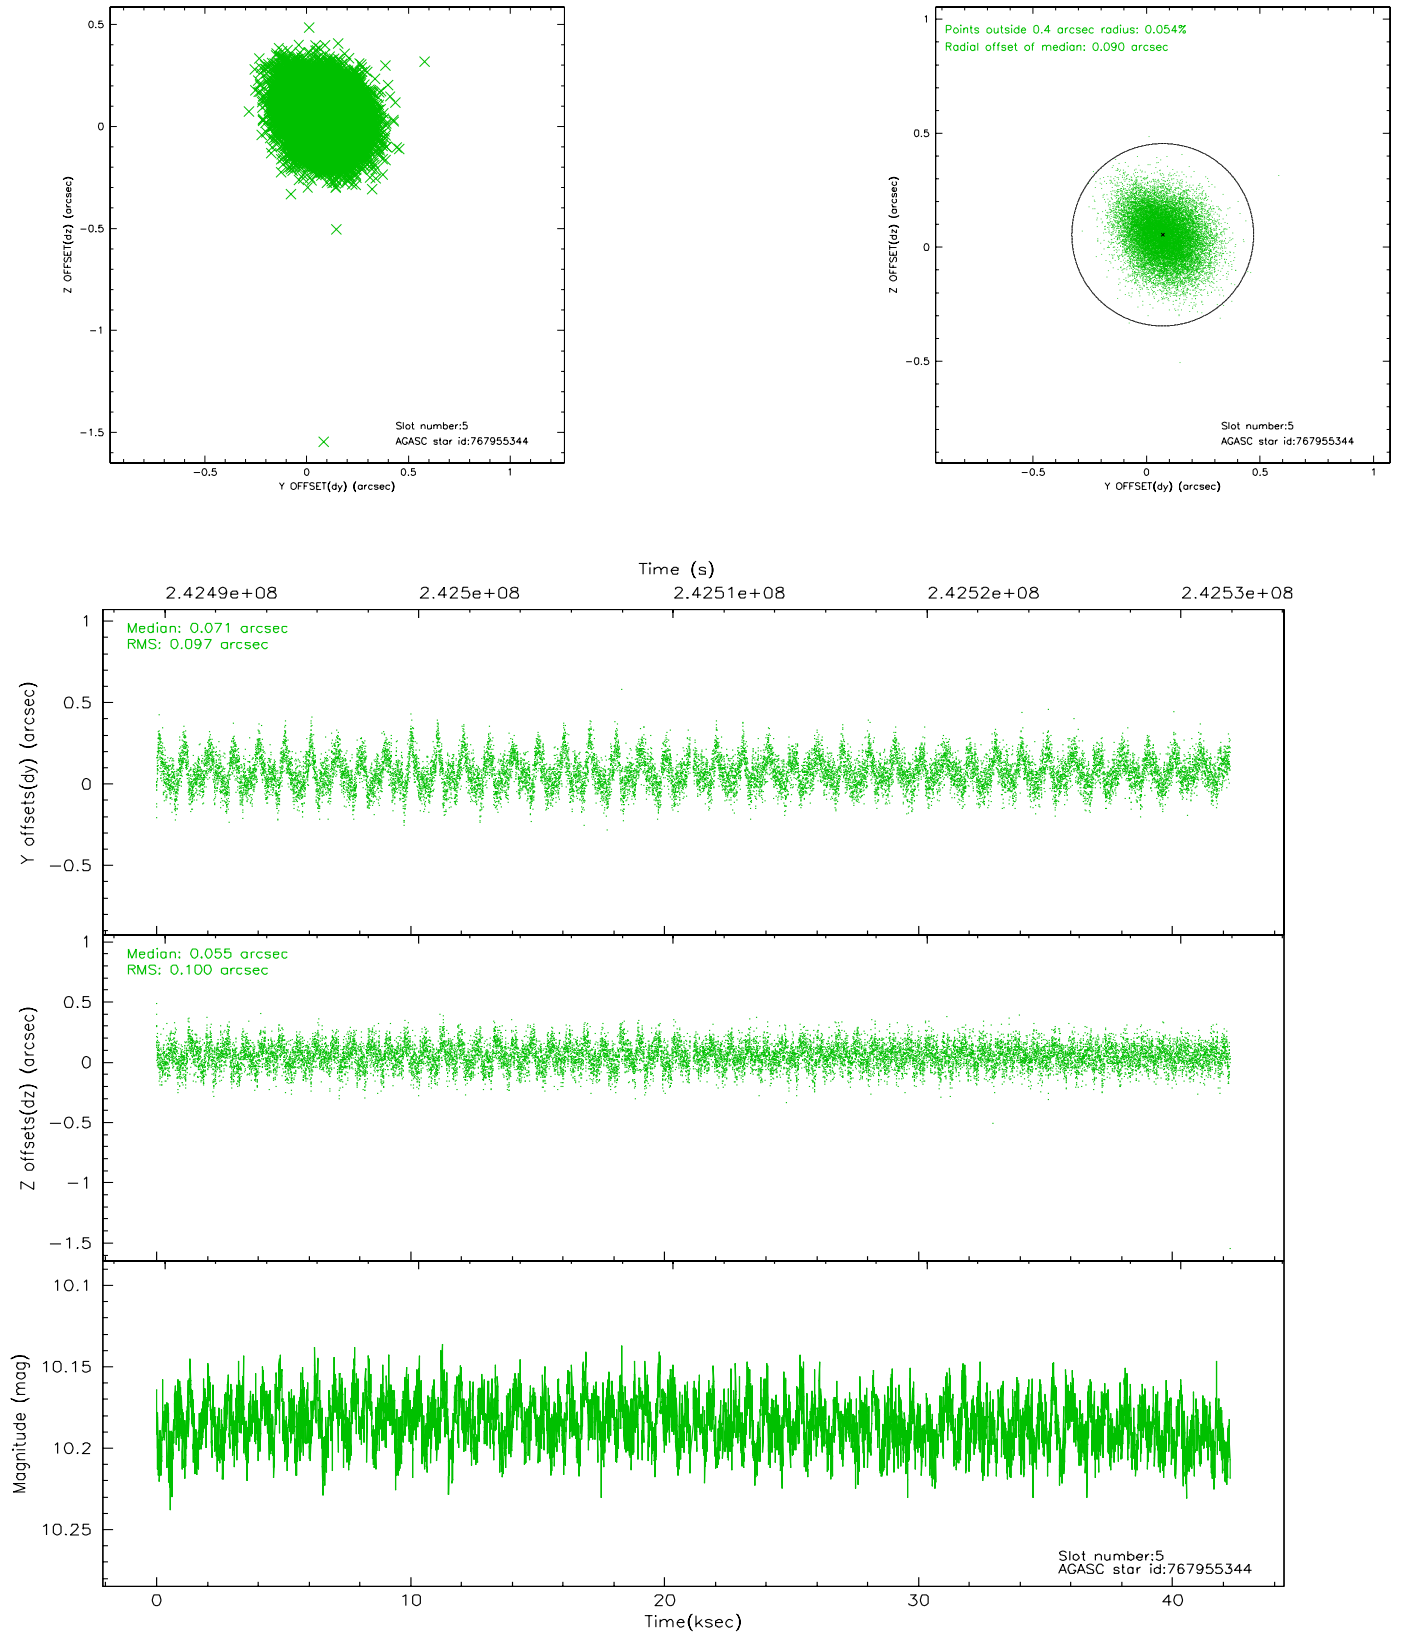 0.5
0
-0.5
-1
-1.5
Z OFFSET(dz) (arcsec)
Slot number:5
AGASC star id:767955344
-0.5 0 0.5 1
Y OFFSET(dy) (arcsec)
1
0.5
0
-0.5
Z OFFSET(dz) (arcsec)
Points outside 0.4 arcsec radius: 0.054%
Radial offset of median: 0.090 arcsec
Slot number:5
AGASC star id:767955344
-0.5 0 0.5 1
Y OFFSET(dy) (arcsec)
Time (s)
2.4249e+08 2.425e+08 2.4251e+08 2.4252e+08 2.4253e+08
1
0.5
0
-0.5
Y offsets(dy) (arcsec)
Median: 0.071 arcsec
RMS: 0.097 arcsec
1
0.5
0
-0.5
-1
-1.5
Z offsets(dz) (arcsec)
Median: 0.055 arcsec
RMS: 0.100 arcsec
10.1
10.15
10.2
10.25
Magnitude (mag)
Slot number:5
AGASC star id:767955344
0 10 20 30 40
Time(ksec)